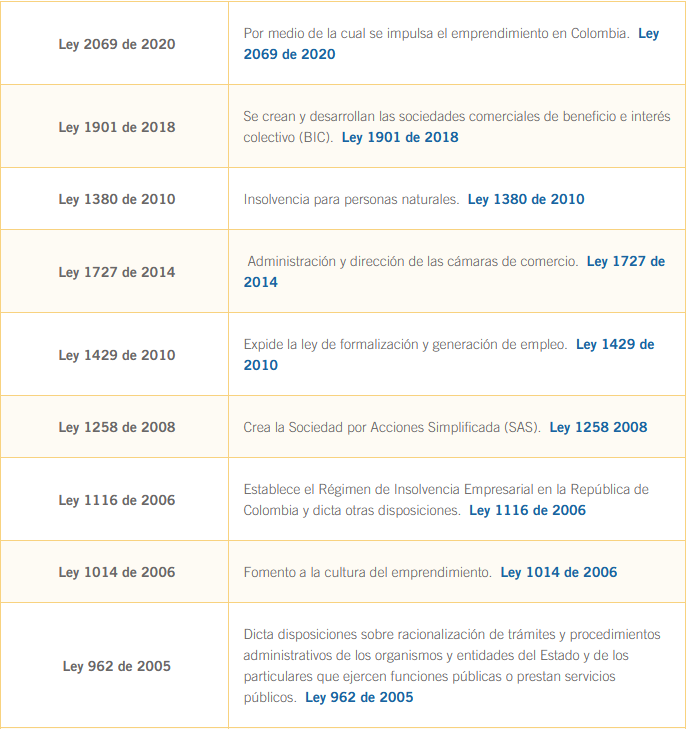 Ley 2069 de 2020
Por medio de la cual se impulsa el emprendimiento en Colombia.  Ley
2069 de 2020
Ley 1901 de 2018
Se crean y desarrollan las sociedades comerciales de beneficio e interés
colectivo (BIC).  Ley 1901 de 2018
Ley 1380 de 2010
Insolvencia para personas naturales.  Ley 1380 de 2010
Ley 1727 de 2014
Administración y dirección de las cámaras de comercio.  Ley 1727 de
2014
Ley 1429 de 2010
Expide la ley de formalización y generación de empleo.  Ley 1429 de
2010
Ley 1258 de 2008
Crea la Sociedad por Acciones Simplificada (SAS).  Ley 1258 2008
Ley 1116 de 2006
Establece el Régimen de Insolvencia Empresarial en la República de
Colombia y dicta otras disposiciones.  Ley 1116 de 2006
Ley 1014 de 2006
Fomento a la cultura del emprendimiento.  Ley 1014 de 2006
Ley 962 de 2005
Dicta disposiciones sobre racionalización de trámites y procedimientos
administrativos de los organismos y entidades del Estado y de los
particulares que ejercen funciones públicas o prestan servicios
públicos.  Ley 962 de 2005